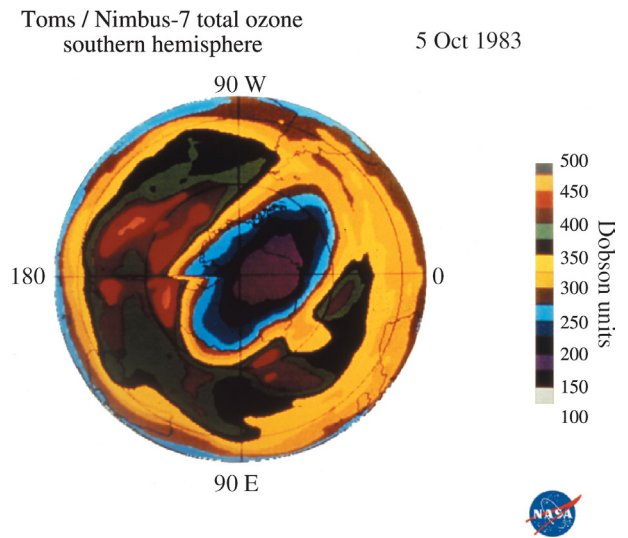 Toms / Nimbus-7 total ozone
southern hemisphere
5 Oct 1983
90 W
180
0
90 E
500
450
400
350
300
250
200
150
100
Dobson units
NASA